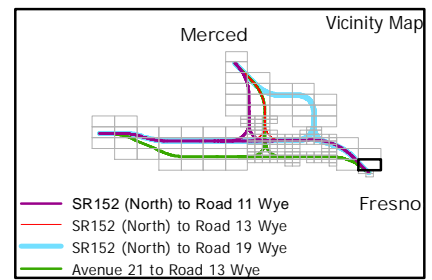 Vicinity Map
Merced
Fresno
SR152 (North) to Road 11 Wye
SR152 (North) to Road 13 Wye
SR152 (North) to Road 19 Wye
Avenue 21 to Road 13 Wye